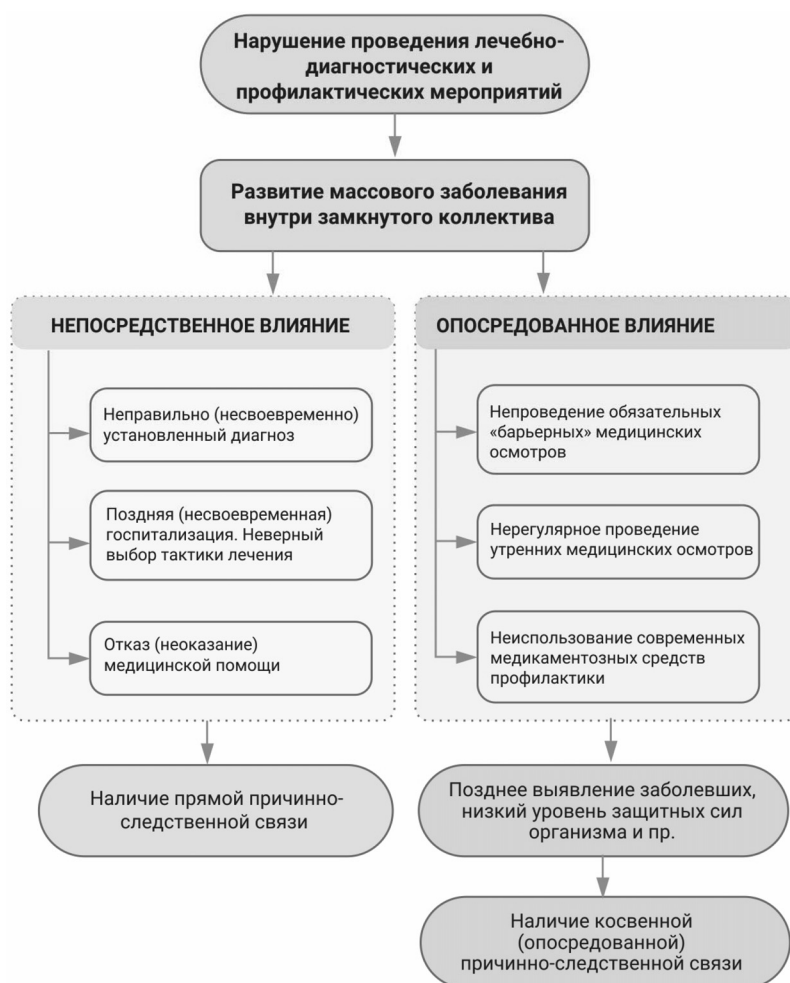 Нарушение проведения лечебно-
диагностических и
профилактических мероприятий
Развитие массового заболевания
внутри замкнутого коллектива
НЕПОСРЕДСТВЕННОЕ ВЛИЯНИЕ
Неправильно (несвоевременно)
установленный диагноз
Поздняя (несвоевременная)
госпитализация. Неверный
выбор тактики лечения
Отказ (неоказание)
медицинской помощи
Наличие прямой причинно-
следственной связи
ОПОСРЕДОВАННОЕ ВЛИЯНИЕ
Непроведение обязательных
«барьерных» медицинских
осмотров
Нерегулярное проведение
утренних медицинских осмотров
Неиспользование современных
медикаментозных средств
профилактики
Позднее выявление заболевших,
низкий уровень защитных сил
организма и пр.
Наличие косвенной
(опосредованной)
причинно-следственной связи